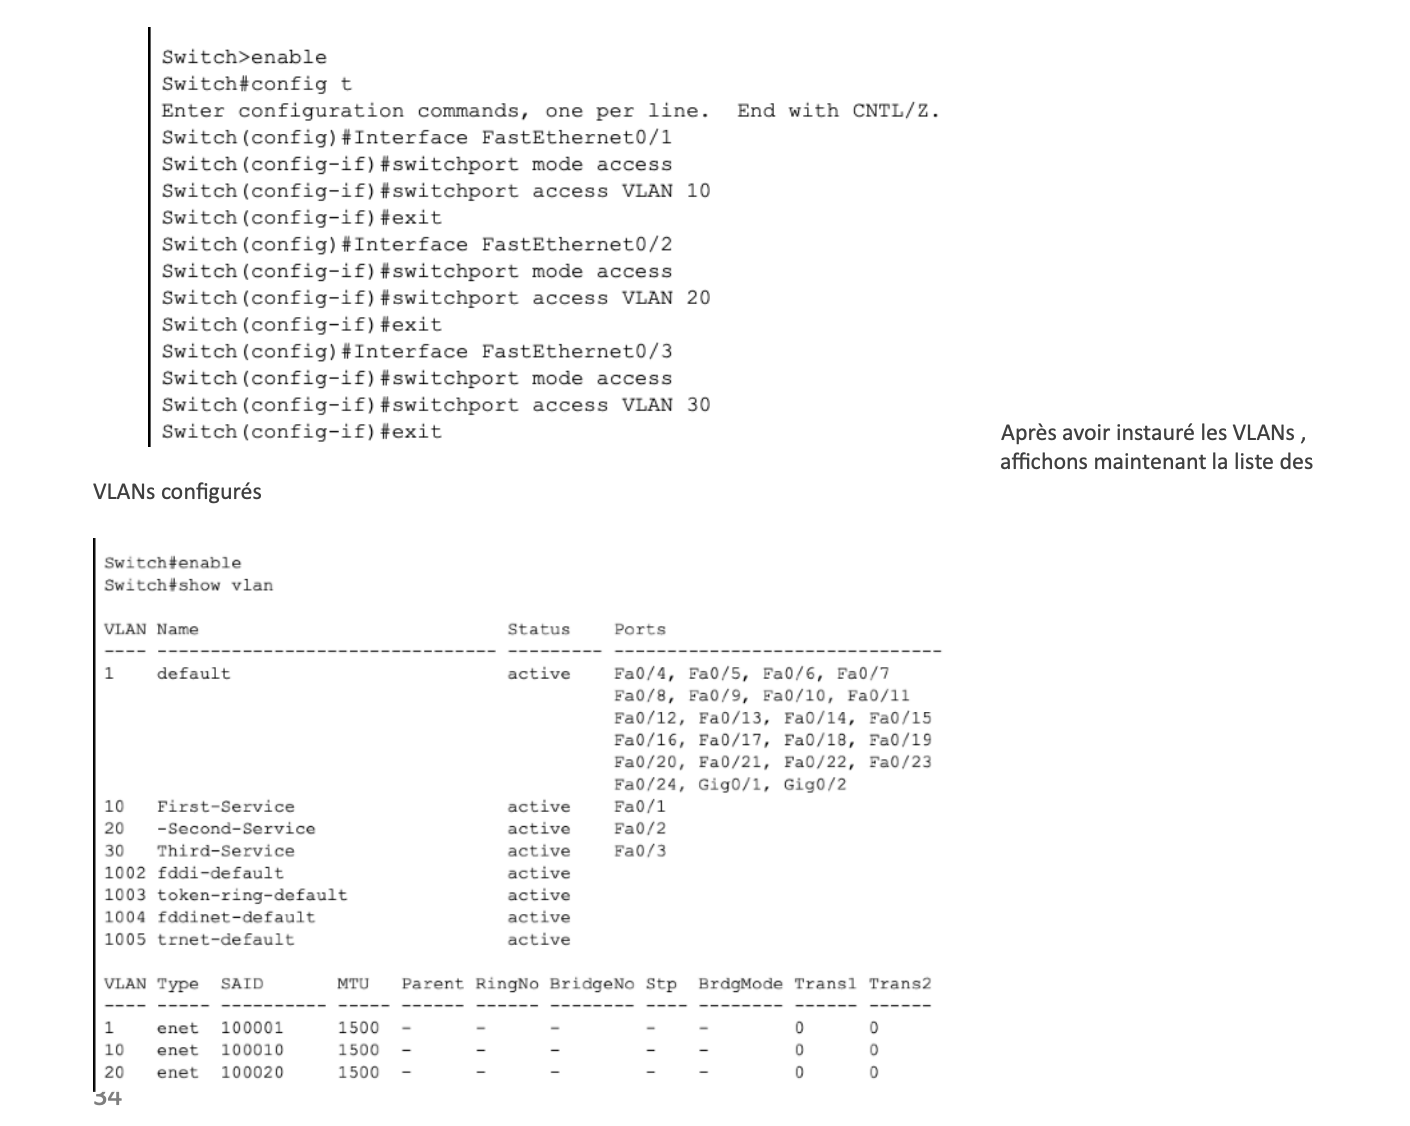 Switch>enable
Switch#config t
Enter configuration commands, one per line.  End with CNTL/Z.
Switch(config)#Interface FastEthernet0/1
Switch(config-if)#switchport mode access
Switch(config-if)#switchport access VLAN 10
Switch(config-if)#exit
Switch(config)#Interface FastEthernet0/2
Switch(config-if)#switchport mode access
Switch(config-if)#switchport access VLAN 20
Switch(config-if)#exit
Switch(config)#Interface FastEthernet0/3
Switch(config-if)#switchport mode access
Switch(config-if)#switchport access VLAN 30
Switch(config-if)#exit
Après avoir instauré les VLANs ,
affichons maintenant la liste des
VLANs configurés
Switch#enable
Switch#show vlan
VLAN Name                             Status    Ports
---- -------------------------------- --------- -------------------------------
1    default                          active    Fa0/4, Fa0/5, Fa0/6, Fa0/7
                                                Fa0/8, Fa0/9, Fa0/10, Fa0/11
                                                Fa0/12, Fa0/13, Fa0/14, Fa0/15
                                                Fa0/16, Fa0/17, Fa0/18, Fa0/19
                                                Fa0/20, Fa0/21, Fa0/22, Fa0/23
                                                Fa0/24, Gig0/1, Gig0/2
10   First-Service                    active    Fa0/1
20   -Second-Service                  active    Fa0/2
30   Third-Service                    active    Fa0/3
1002 fddi-default                     active
1003 token-ring-default               active
1004 fddinet-default                  active
1005 trnet-default                    active
VLAN Type  SAID       MTU   Parent RingNo BridgeNo Stp  BrdgMode Trans1 Trans2
---- ----- ---------- ----- ------ ------ -------- ---- -------- ------ ------
1    enet  100001     1500  -      -      -        -    -        0      0
10   enet  100010     1500  -      -      -        -    -        0      0
20   enet  100020     1500  -      -      -        -    -        0      0
34